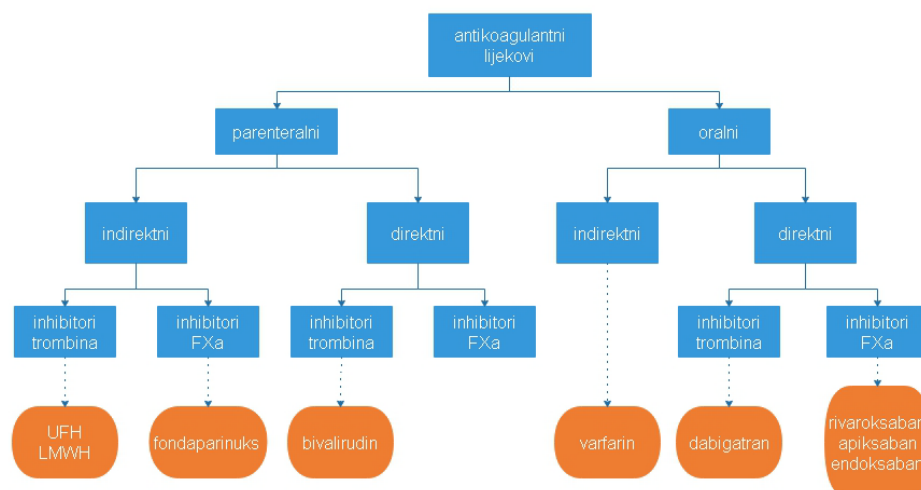 antikoagulantni
lijekovi
parenteralni
oralni
indirektni
direktni
indirektni
direktni
inhibitori
trombina
inhibitori
FXa
inhibitori
trombina
inhibitori
FXa
inhibitori
trombina
inhibitori
FXa
UFH
LMWH
fondaparinuks
bivalirudin
varfarin
dabigatran
rivaroksaban
apiksaban
endoksaban